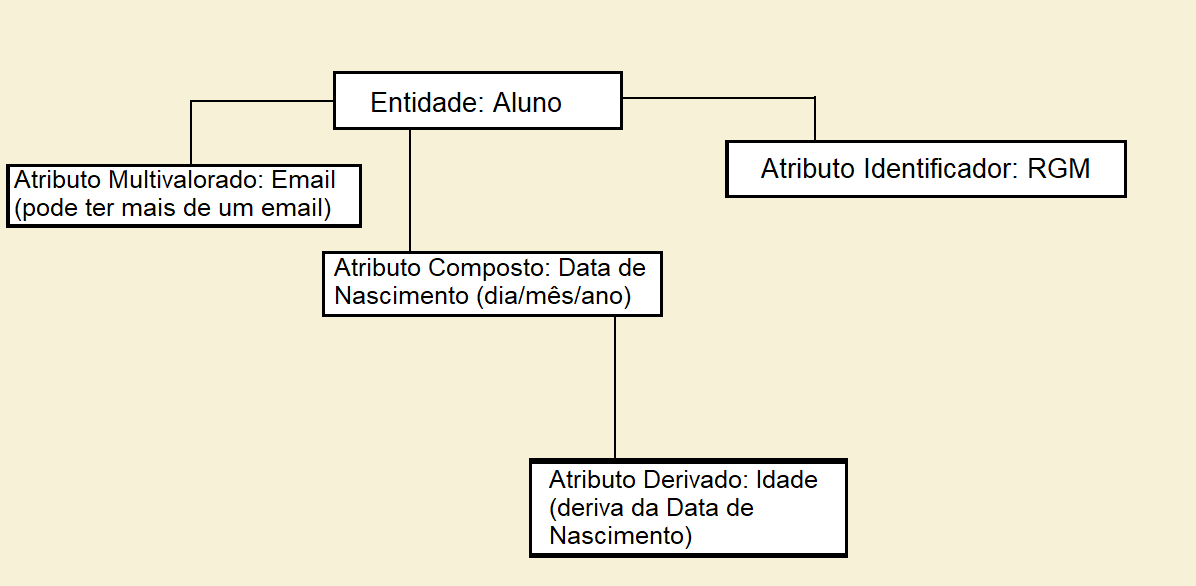 Entidade: Aluno
Atributo Identificador: RGM
Atributo Multivalorado: Email
(pode ter mais de um email)
Atributo Composto: Data de
Nascimento (dia/mês/ano)
Atributo Derivado: Idade
(deriva da Data de
Nascimento)